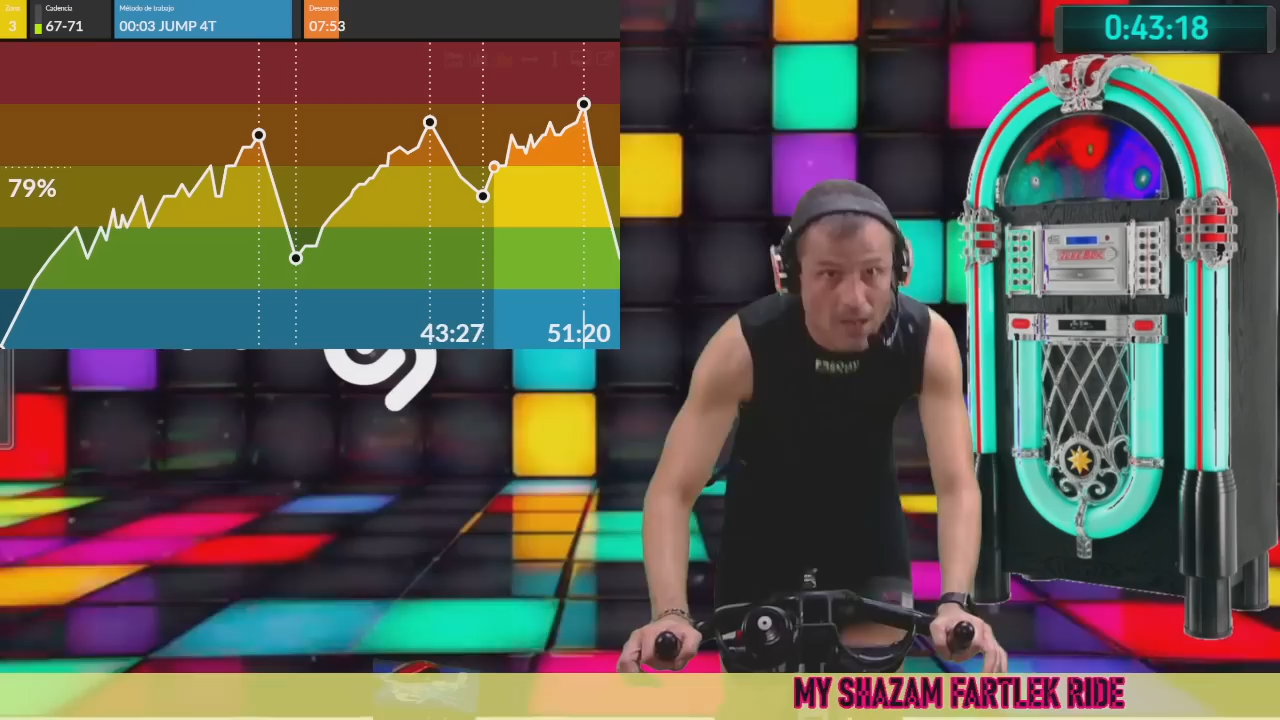 Zona
3
Cadencia
67-71
Método de trabajo
00:03 JUMP 4T
Descanso
07:53
0:43:18
79%
43:27
51:20
MY SHAZAM FARTLEK RIDE